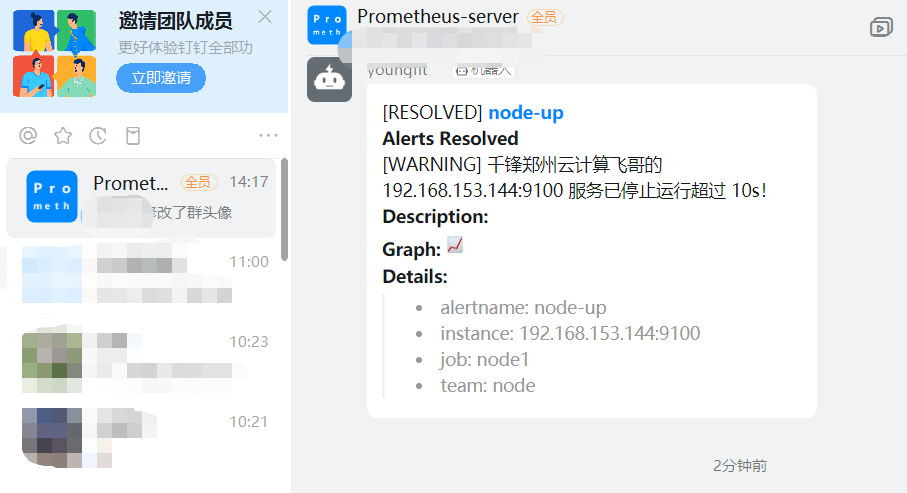 邀请团队成员
更好体验钉钉全部功
立即邀请
Pro
meth
Promet... 全员 14:17
修改了群头像
11:00
10:23
10:21
Pro
meth
Prometheus-server 全员
youngfit 机器人
[RESOLVED] node-up
Alerts Resolved
[WARNING] 千锋郑州云计算飞哥的
192.168.153.144:9100 服务已停止运行超过 10s!
Description:
Graph:
Details:
• alertname: node-up
• instance: 192.168.153.144:9100
• job: node1
• team: node
2分钟前